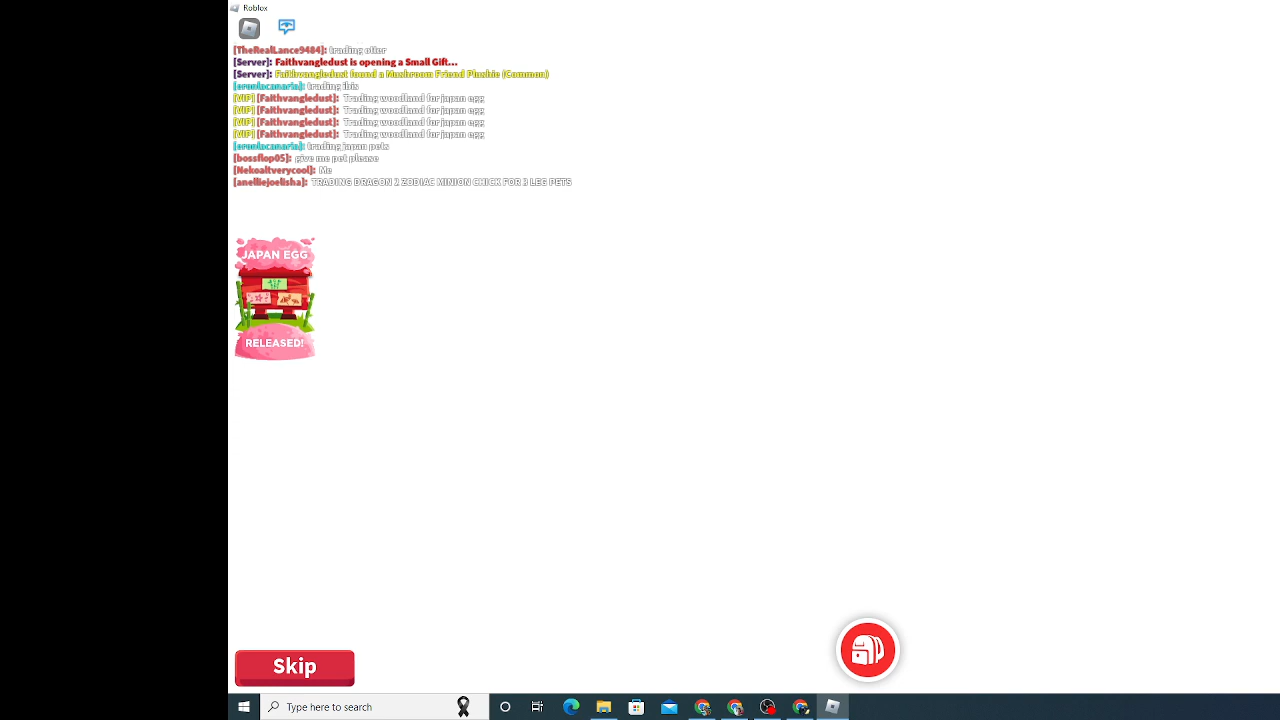 Roblox
[TheRealLance9484]: trading otter
[Server]: Faithvangledust is opening a Small Gift...
[Server]: Faithvangledust found a Mushroom Friend Plushie (Common)
trading ibis
[VIP] [Faithvangledust]: Trading woodland for japan egg
[VIP] [Faithvangledust]: Trading woodland for japan egg
[VIP] [Faithvangledust]: Trading woodland for japan egg
[VIP] [Faithvangledust]: Trading woodland for japan egg
trading japan pets
[bossflop05]: give me pet please
[Nekoaltverycool]: Me
[anelliejoelisha]: TRADING DRAGON 2 ZODIAC MINION CHICK FOR 3 LEG PETS
JAPAN EGG
RELEASED!
Skip
Type here to search